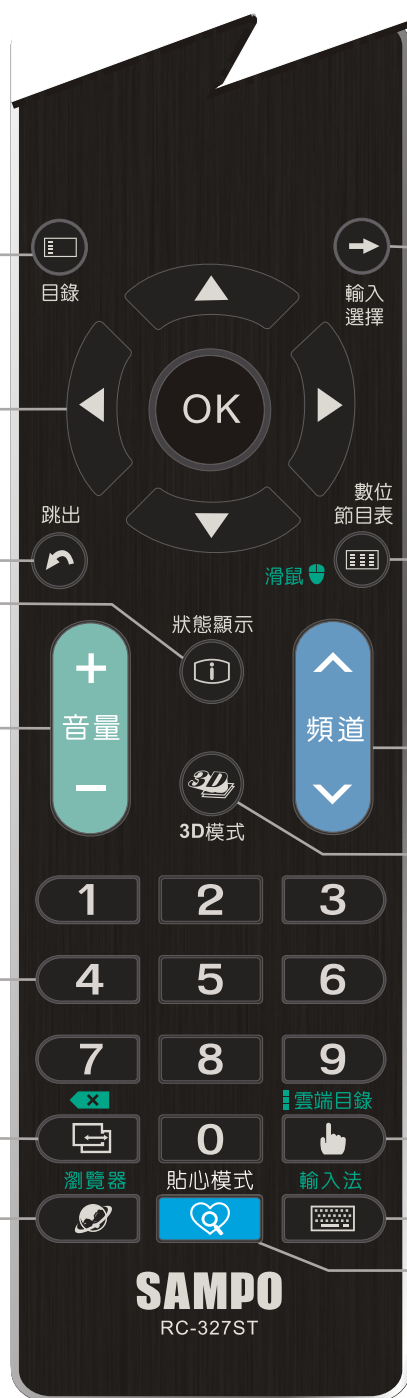 目錄
輸入
選擇
OK
跳出
數位
節目表
滑鼠
狀態顯示
+
音量
−
頻道
3D
3D模式
1 2 3
4 5 6
7 8 9
雲端目錄
0
瀏覽器
貼心模式
輸入法
SAMPO
RC-327ST